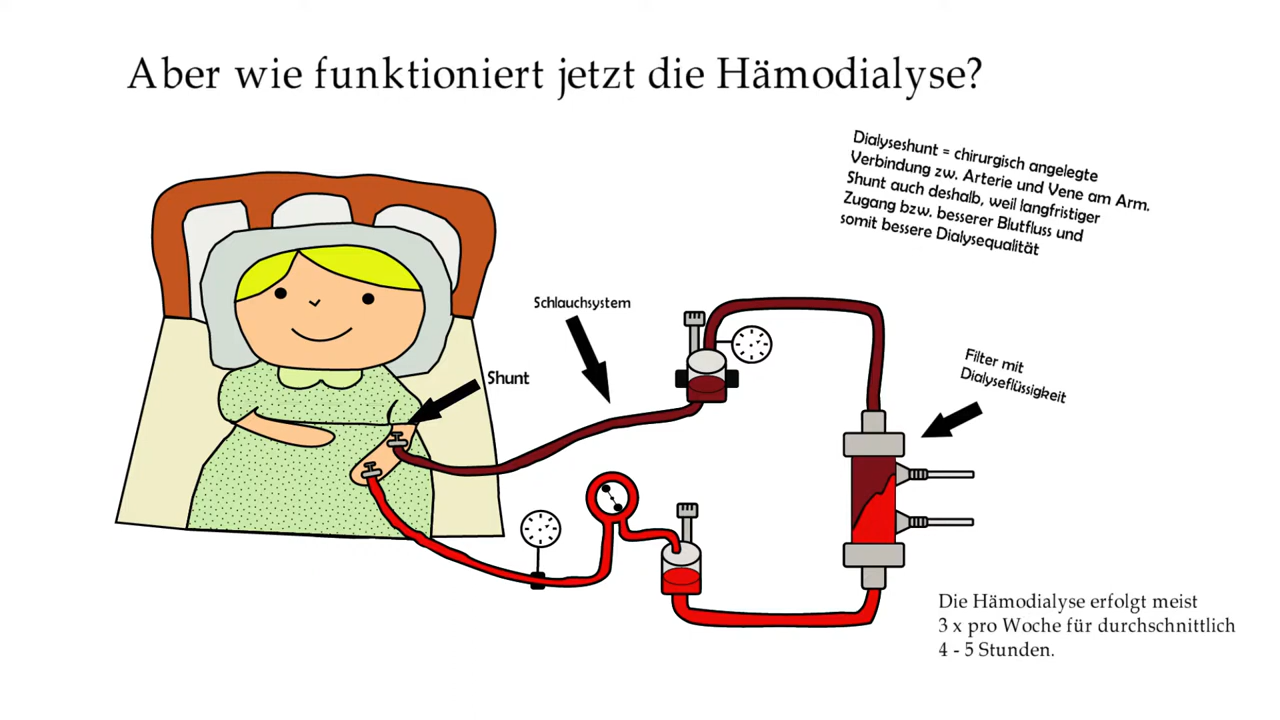 Aber wie funktioniert jetzt die Hämodialyse?
Dialyseshunt = chirurgisch angelegte
Verbindung zw. Arterie und Vene am Arm.
Shunt auch deshalb, weil langfristiger
Zugang bzw. besserer Blutfluss und
somit bessere Dialysequalität
Schlauchsystem
Shunt
Filter mit
Dialyseflüssigkeit
Die Hämodialyse erfolgt meist
3 x pro Woche für durchschnittlich
4 - 5 Stunden.